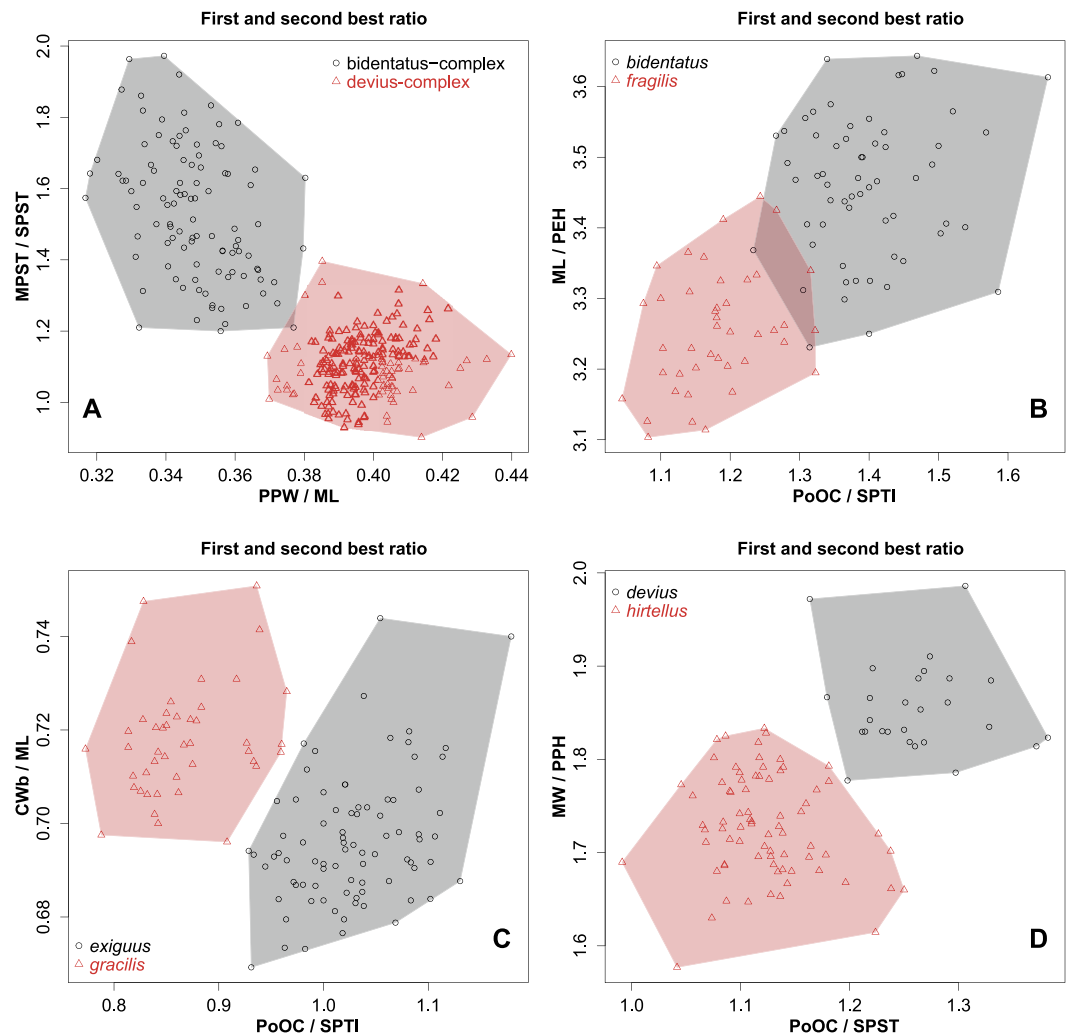 First and second best ratio
bidentatus−complex
devius-complex
MPST / SPST
2.0
1.8
1.6
1.4
1.2
1.0
A
0.32 0.34 0.36 0.38 0.40 0.42 0.44
PPW / ML
First and second best ratio
bidentatus
fragilis
ML / PEH
3.6
3.5
3.4
3.3
3.2
3.1
B
1.1 1.2 1.3 1.4 1.5 1.6
PoOC / SPTI
First and second best ratio
CWb / ML
0.74
0.72
0.70
0.68
exiguus
gracilis
C
0.8 0.9 1.0 1.1
PoOC / SPTI
First and second best ratio
devius
hirtellus
MW / PPH
2.0
1.9
1.8
1.7
1.6
D
1.0 1.1 1.2 1.3
PoOC / SPST